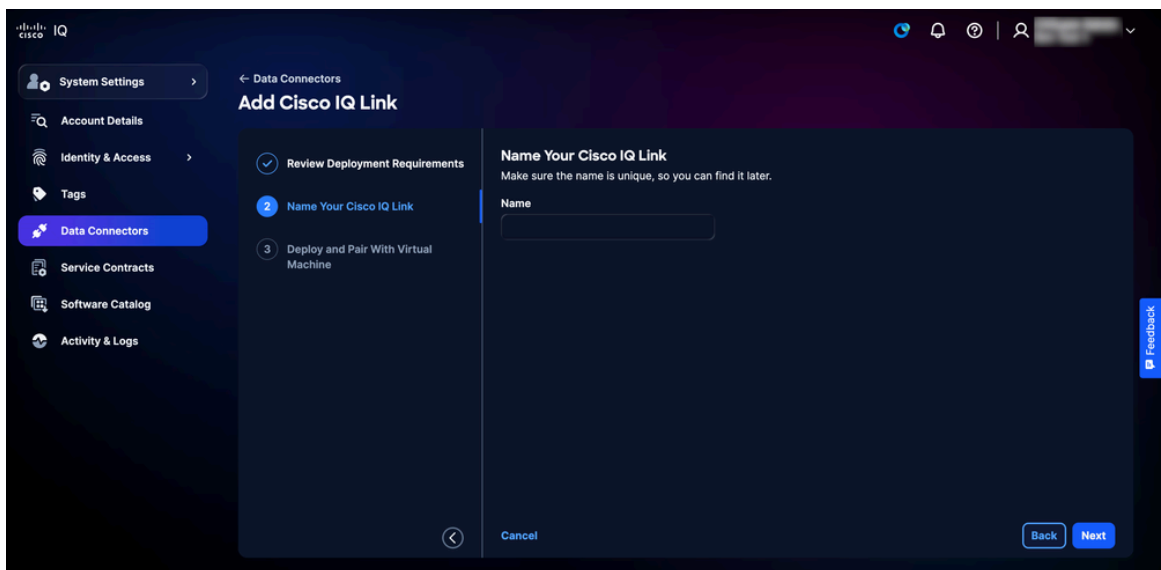 cisco IQ
System Settings
Account Details
Identity & Access
Tags
Data Connectors
Service Contracts
Software Catalog
Activity & Logs
← Data Connectors
Add Cisco IQ Link
Review Deployment Requirements
2 Name Your Cisco IQ Link
3 Deploy and Pair With Virtual
Machine
Name Your Cisco IQ Link
Make sure the name is unique, so you can find it later.
Name
Cancel
Back
Next
Feedback